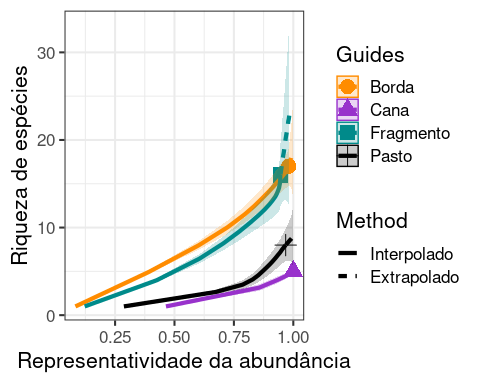 30
20
10
0
Riqueza de espécies
0.25 0.50 0.75 1.00
Representatividade da abundância
Guides
Borda
Cana
Fragmento
Pasto
Method
Interpolado
Extrapolado